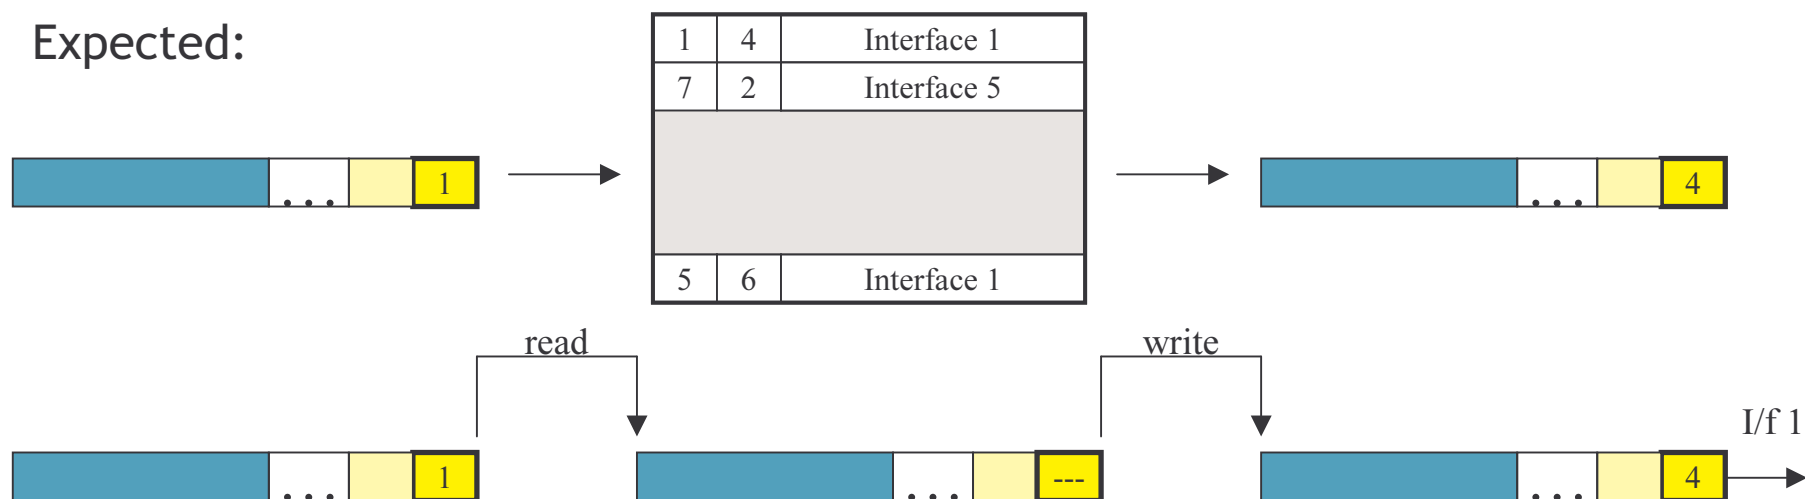 Expected:
1 4 Interface 1
7 2 Interface 5
... 1
... 4
5 6 Interface 1
read
write
I/f 1
... 1
... ---
... 4